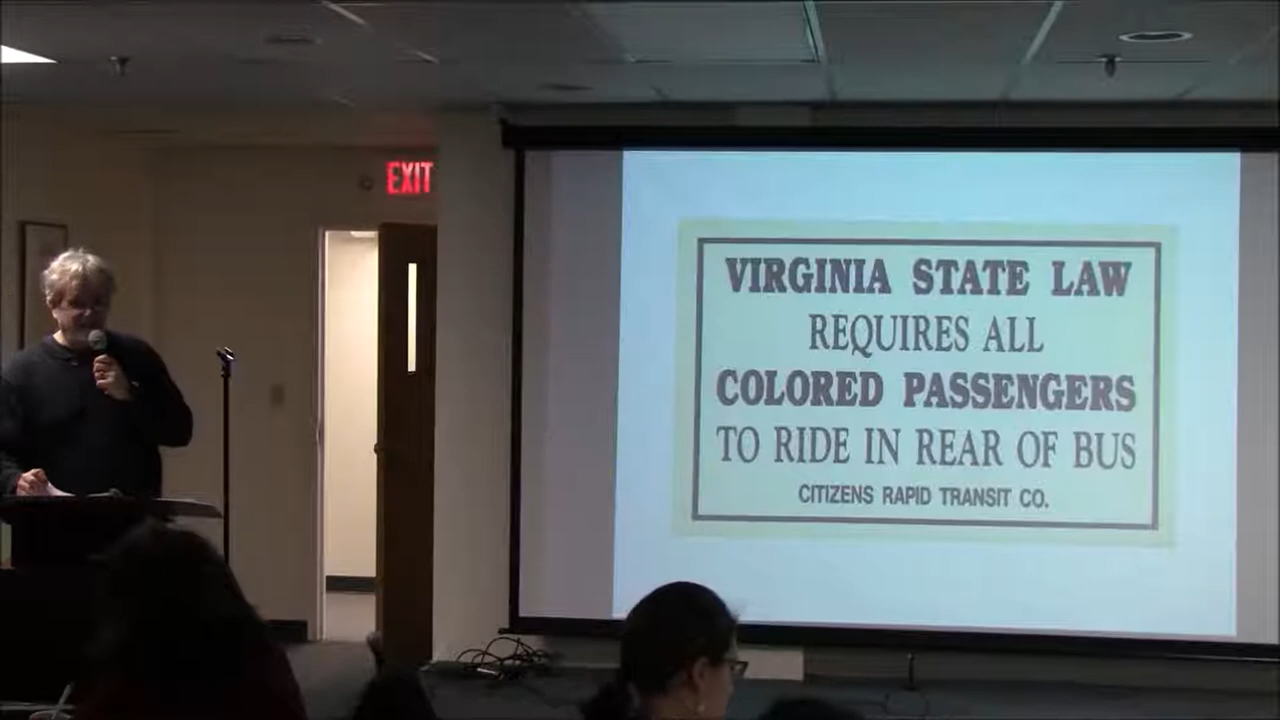 EXIT
VIRGINIA STATE LAW
REQUIRES ALL
COLORED PASSENGERS
TO RIDE IN REAR OF BUS
CITIZENS RAPID TRANSIT CO.